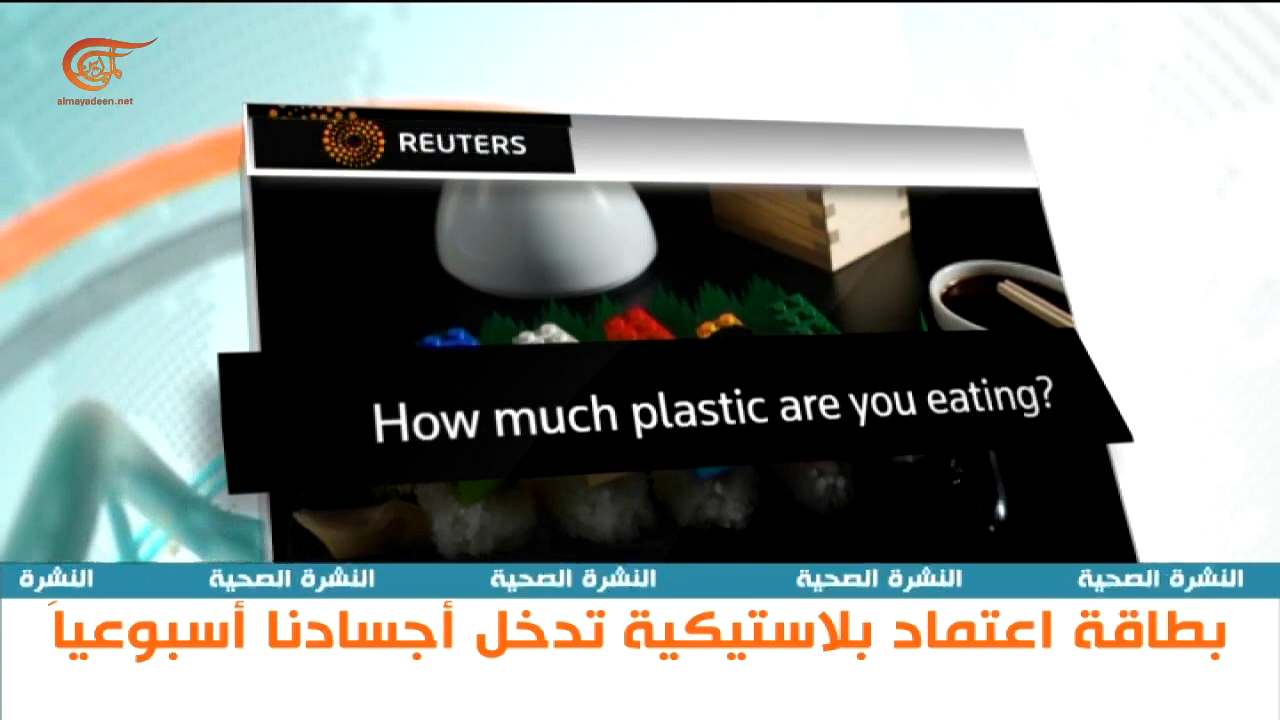 almayadeen.net
REUTERS
How much plastic are you eating?
النشرة الصحية النشرة الصحية النشرة الصحية النشرة الصحية النشرة
بطاقة اعتماد بلاستيكية تدخل أجسادنا أسبوعياً